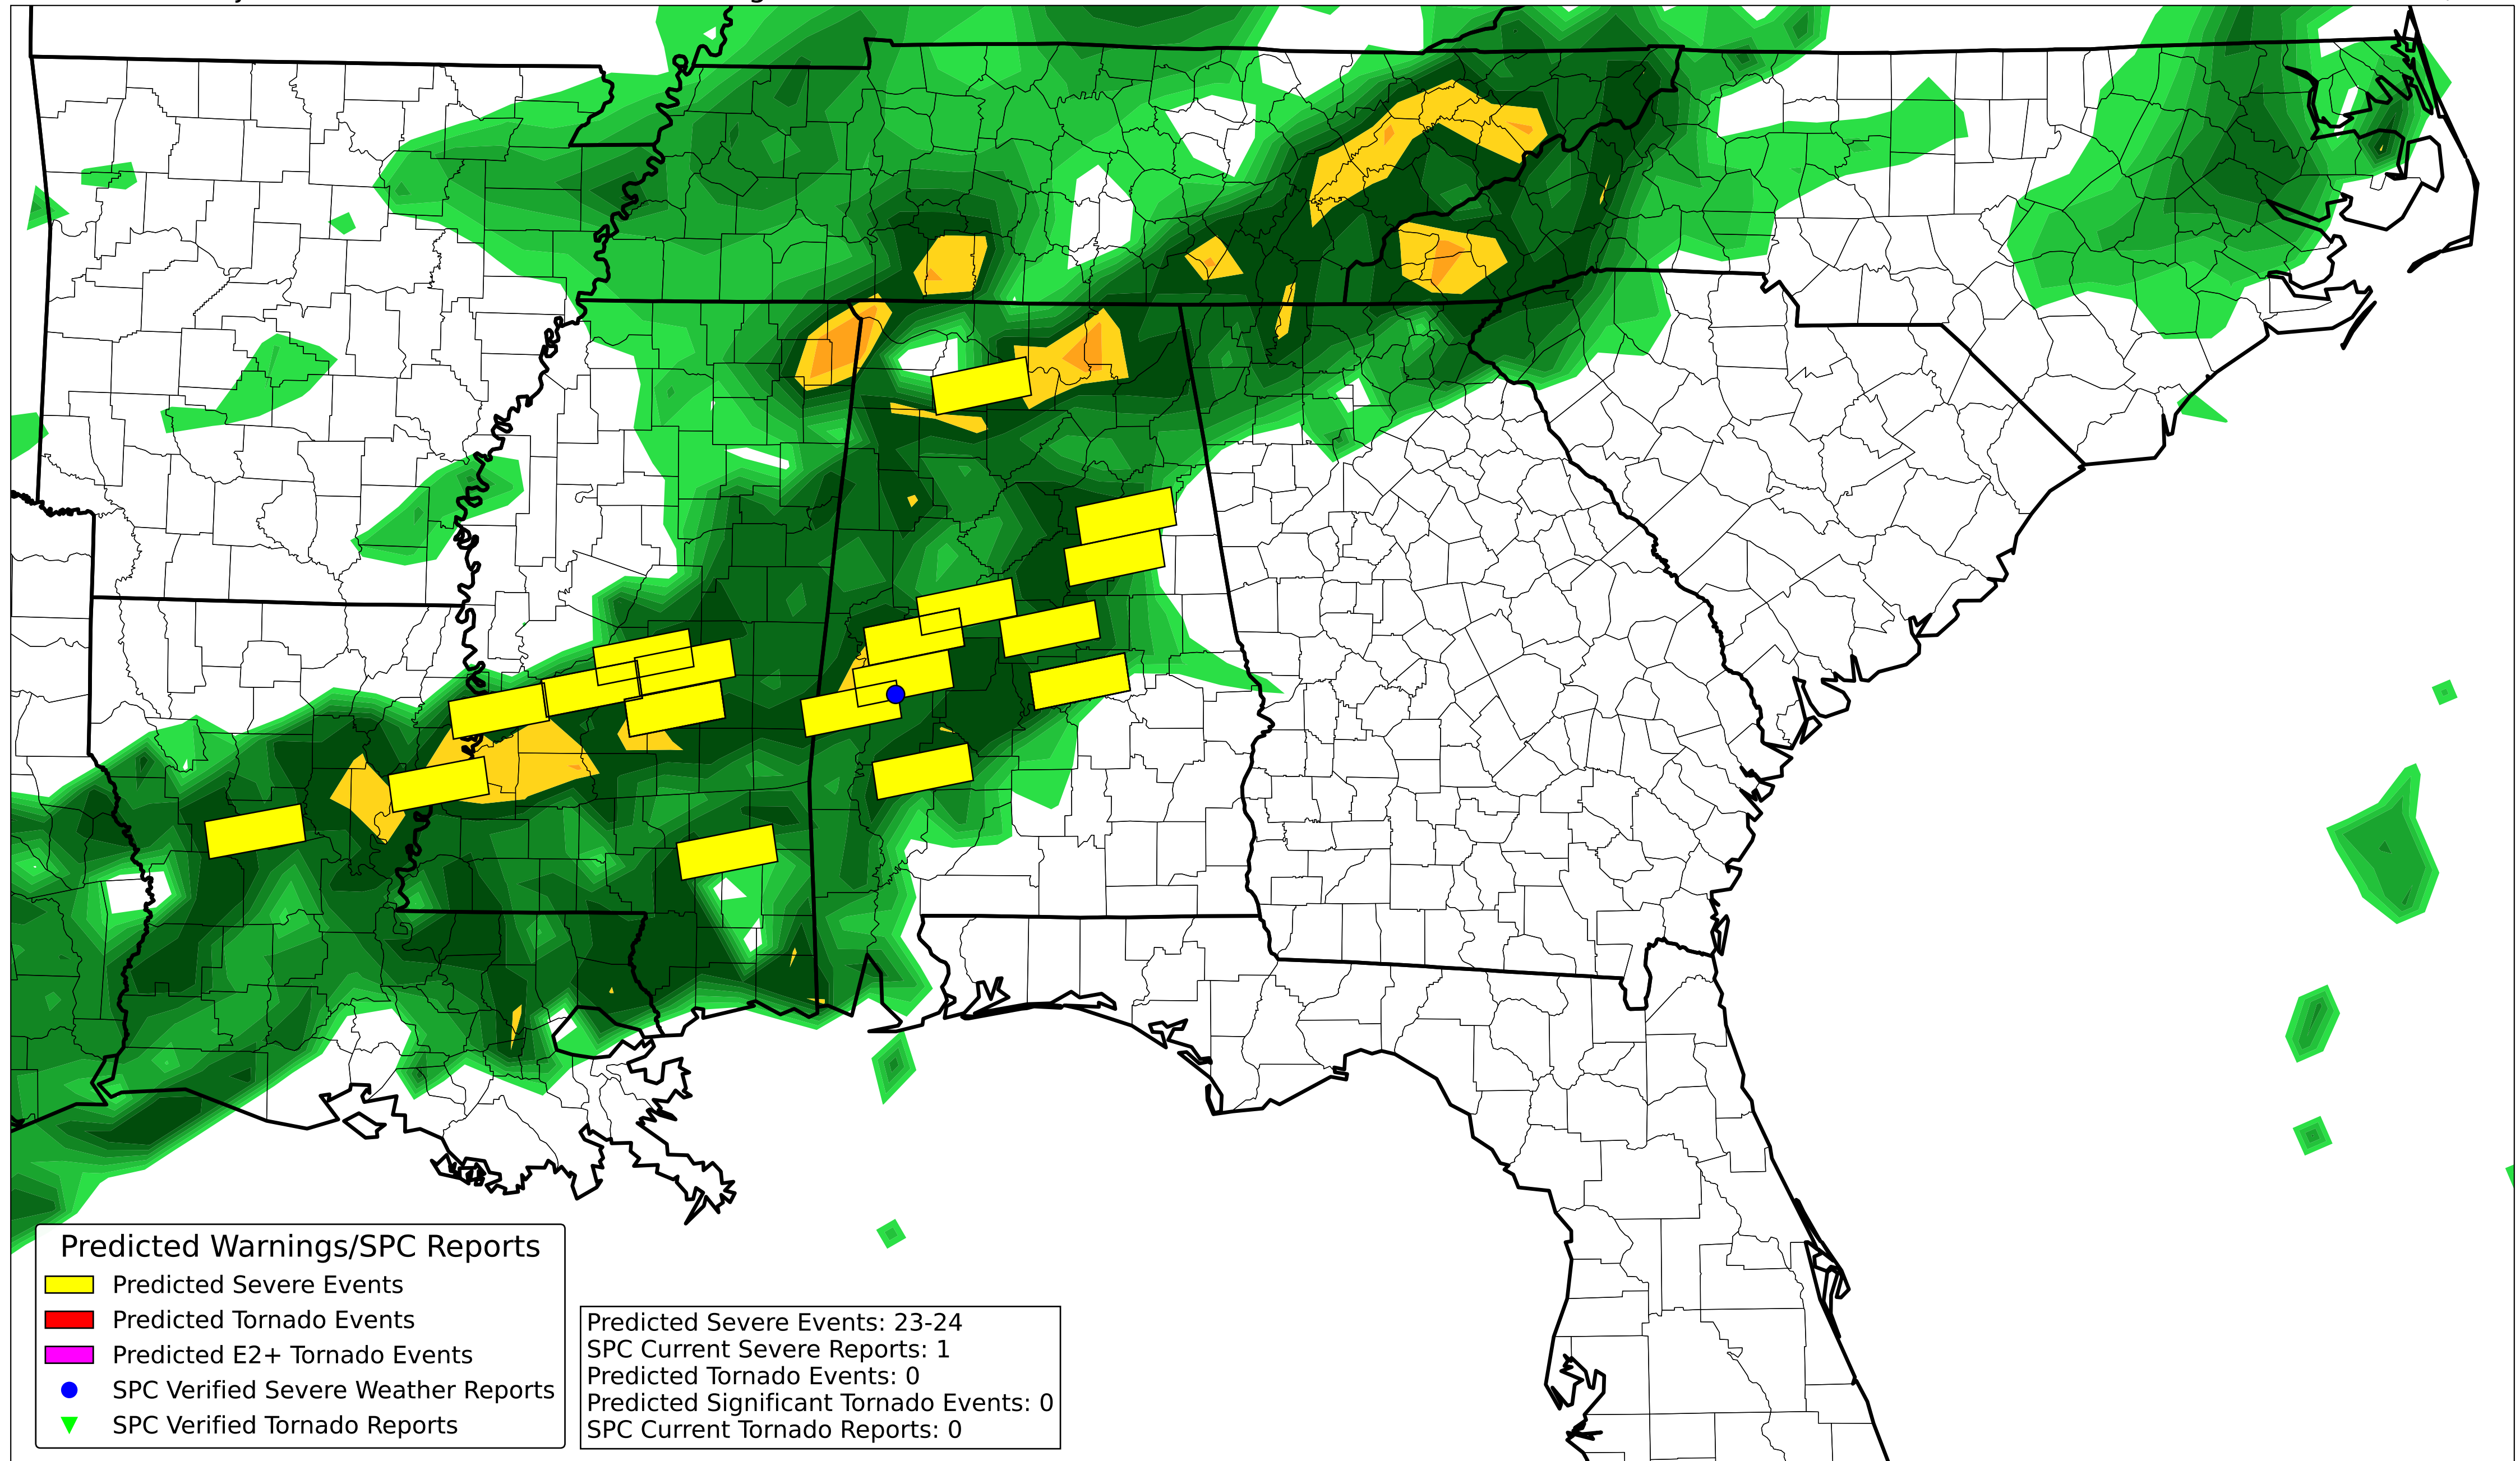 Predicted Warnings/SPC Reports
Predicted Severe Events
Predicted Tornado Events
Predicted E2+ Tornado Events
SPC Verified Severe Weather Reports
SPC Verified Tornado Reports
Predicted Severe Events: 23-24
SPC Current Severe Reports: 1
Predicted Tornado Events: 0
Predicted Significant Tornado Events: 0
SPC Current Tornado Reports: 0